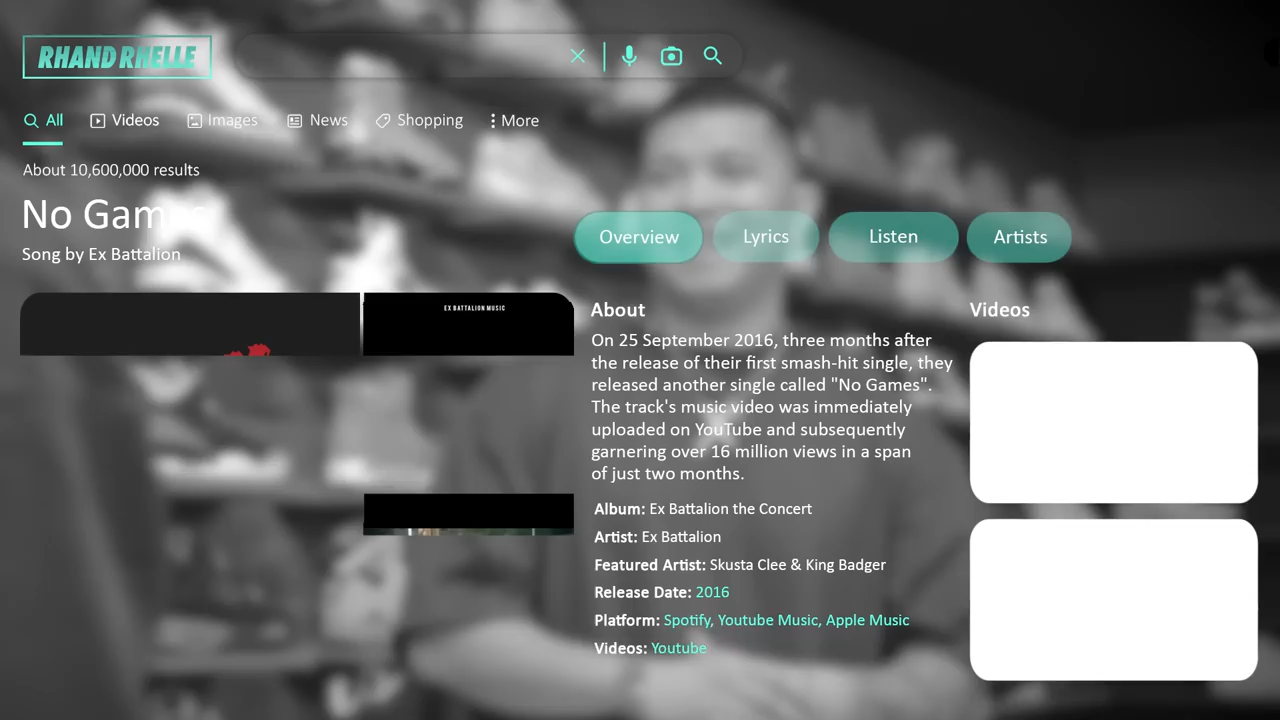 RHAND RHELLE
All Videos Images News Shopping More
About 10,600,000 results
No Games
Song by Ex Battalion
Overview Lyrics Listen Artists
EX BATTALION MUSIC
About
On 25 September 2016, three months after
the release of their first smash-hit single, they
released another single called "No Games".
The track's music video was immediately
uploaded on YouTube and subsequently
garnering over 16 million views in a span
of just two months.
Album: Ex Battalion the Concert
Artist: Ex Battalion
Featured Artist: Skusta Clee & King Badger
Release Date: 2016
Platform: Spotify, Youtube Music, Apple Music
Videos: Youtube
Videos